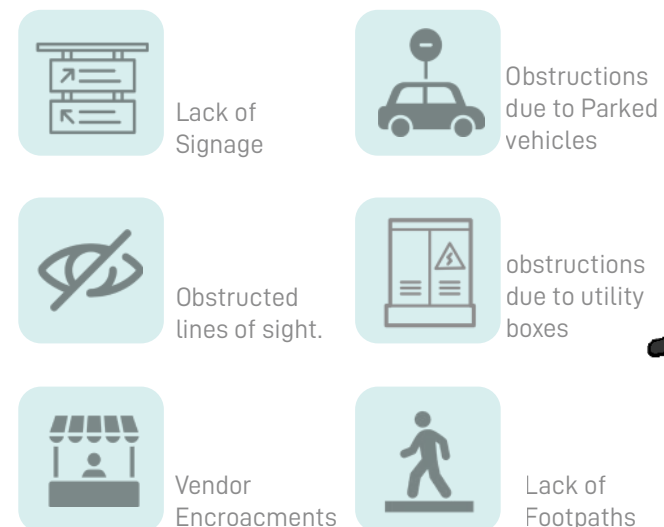 Lack of
Signage
Obstructions
due to Parked
vehicles
Obstructed
lines of sight.
obstructions
due to utility
boxes
Vendor
Encroacments
Lack of
Footpaths